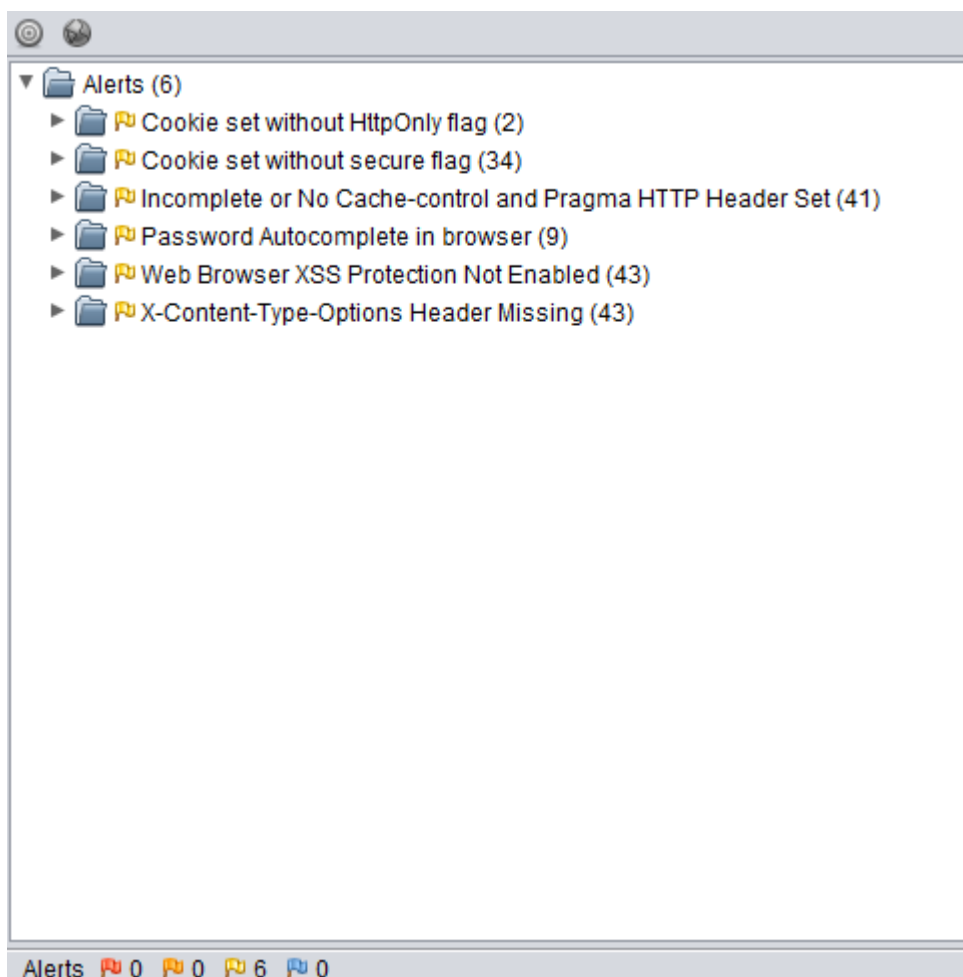 Alerts (6)
Cookie set without HttpOnly flag (2)
Cookie set without secure flag (34)
Incomplete or No Cache-control and Pragma HTTP Header Set (41)
Password Autocomplete in browser (9)
Web Browser XSS Protection Not Enabled (43)
X-Content-Type-Options Header Missing (43)
Alerts 0 0 6 0